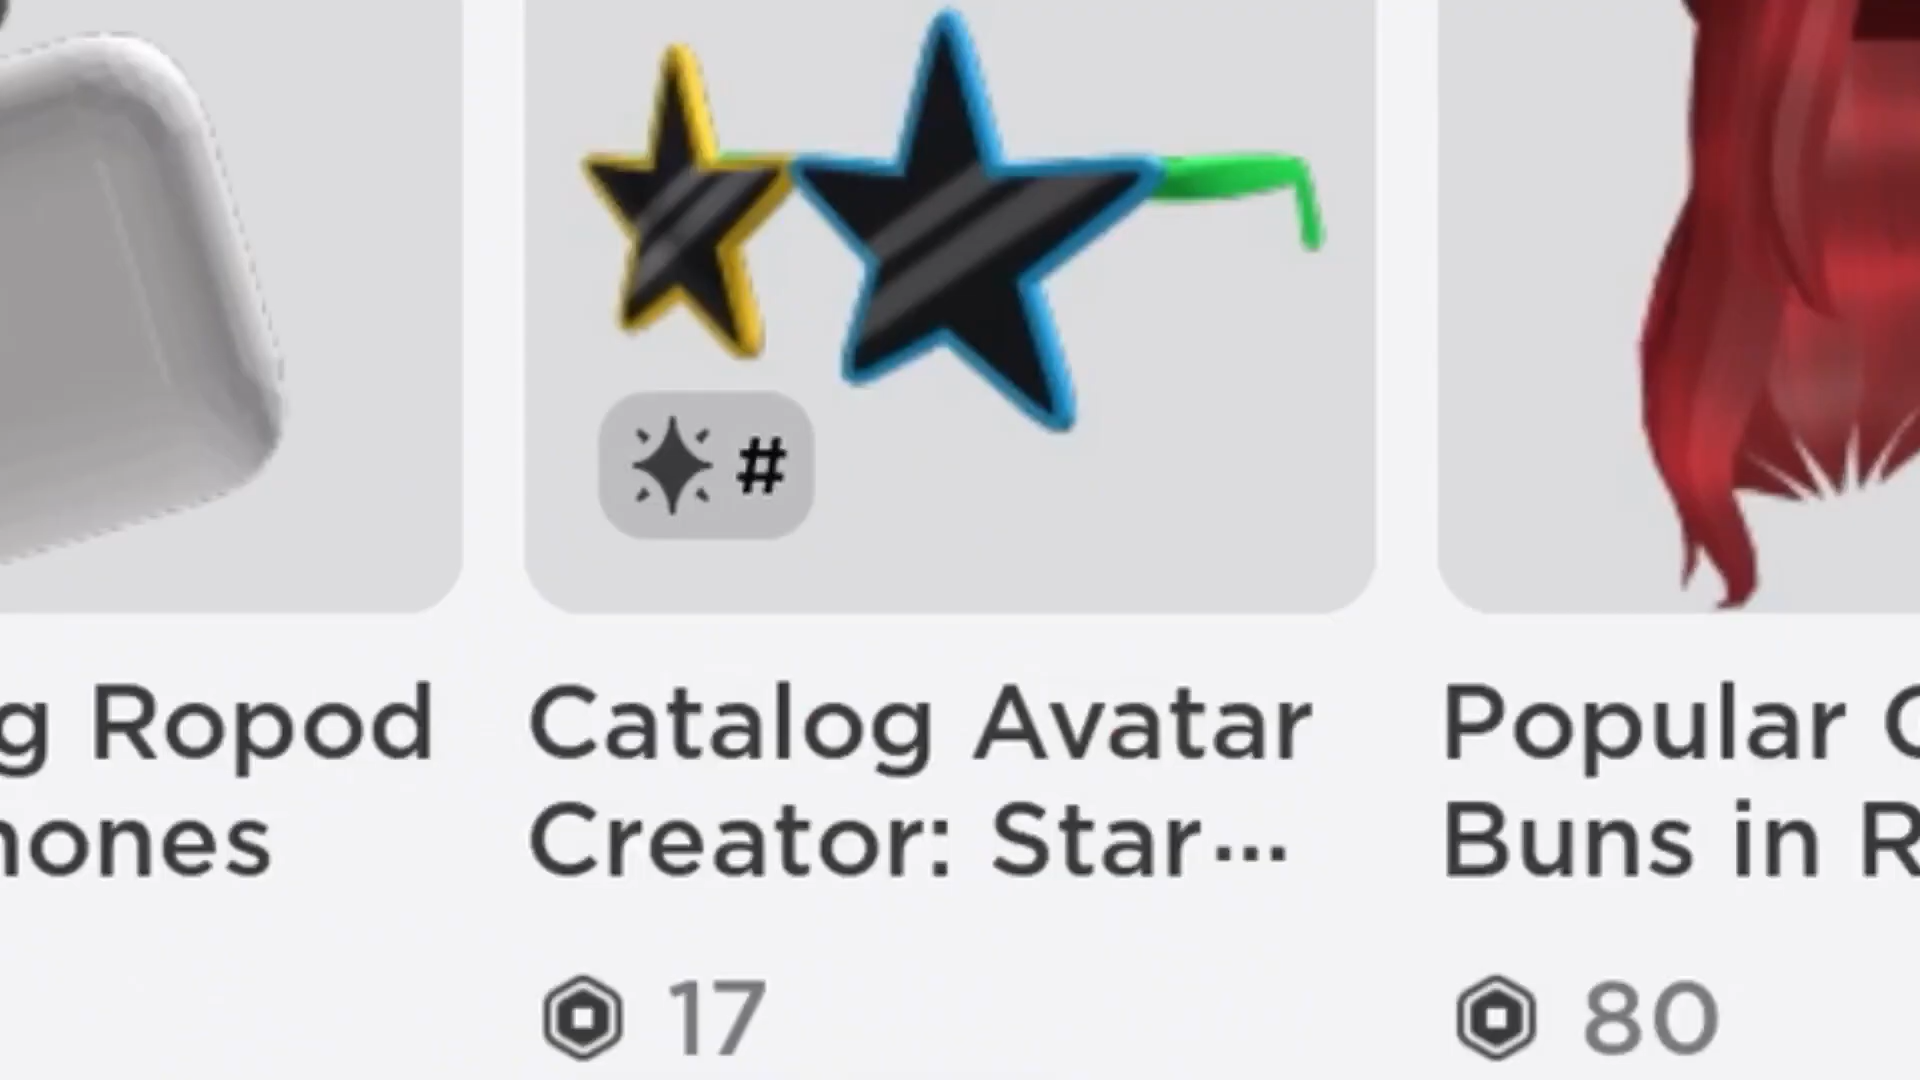 #
g Ropod
hones
Catalog Avatar
Creator: Star...
17
Popular
Buns in R
80